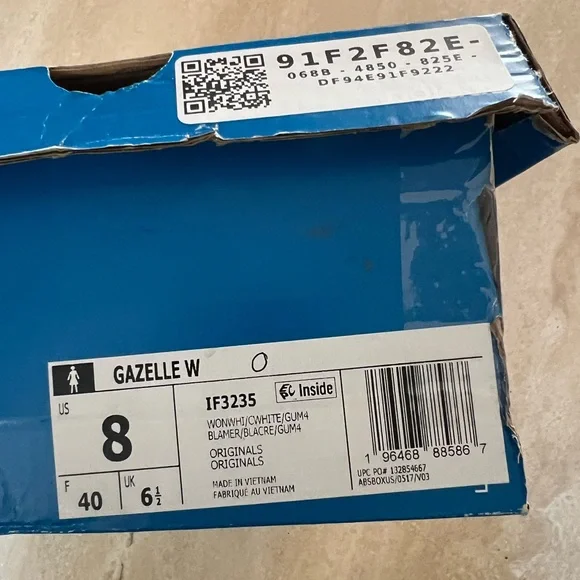 91F2F82E-
068B - 4850 - 825E -
DF94E91F9222
GAZELLE W
US
8
F
40
UK
6½
IF3235
Inside
WONWHI/CWHITE/GUM4
BLAMER/BLACRE/GUM4
ORIGINALS
ORIGINALS
MADE IN VIETNAM
FABRIQUÉ AU VIETNAM
1 96468 88586 7
UPC PO# 132854667
ABSBOXUS/0517/V03